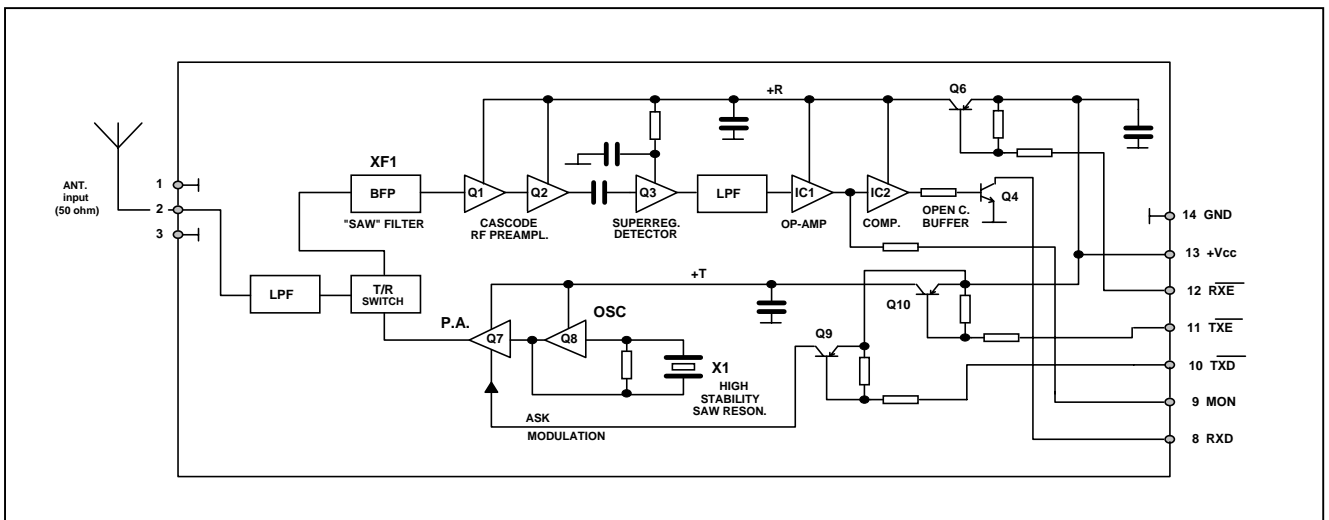 +R
Q6
XF1
BFP
"SAW" FILTER
Q1
Q2
Q3
LPF
IC1
IC2
Q4
CASCODE
RF PREAMPL.
SUPERREG.
DETECTOR
OP-AMP
COMP.
OPEN C.
BUFFER
ANT.
input
(50 ohm)
1
2
3
14 GND
13 +Vcc
12 RXE
11 TXE
10 TXD
9 MON
8 RXD
LPF
T/R
SWITCH
+T
P.A.
OSC
Q7
Q8
Q9
Q10
X1
HIGH
STABILITY
SAW RESON.
ASK
MODULATION